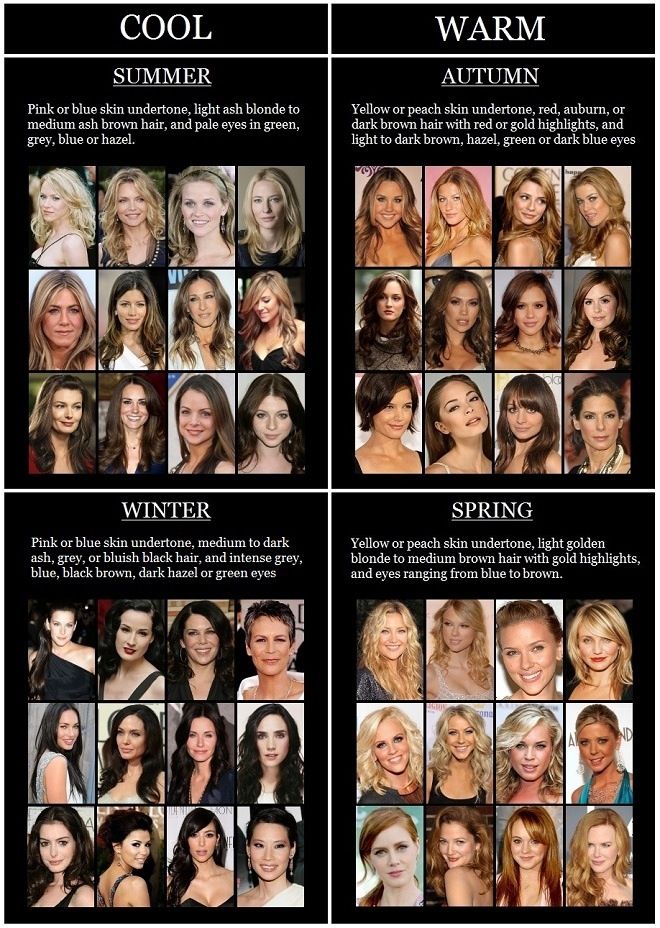 COOL
WARM
SUMMER
Pink or blue skin undertone, light ash blonde to
medium ash brown hair, and pale eyes in green,
grey, blue or hazel.
AUTUMN
Yellow or peach skin undertone, red, auburn, or
dark brown hair with red or gold highlights, and
light to dark brown, hazel, green or dark blue eyes
WINTER
Pink or blue skin undertone, medium to dark
ash, grey, or bluish black hair, and intense grey,
blue, black brown, dark hazel or green eyes
SPRING
Yellow or peach skin undertone, light golden
blonde to medium brown hair with gold highlights,
and eyes ranging from blue to brown.